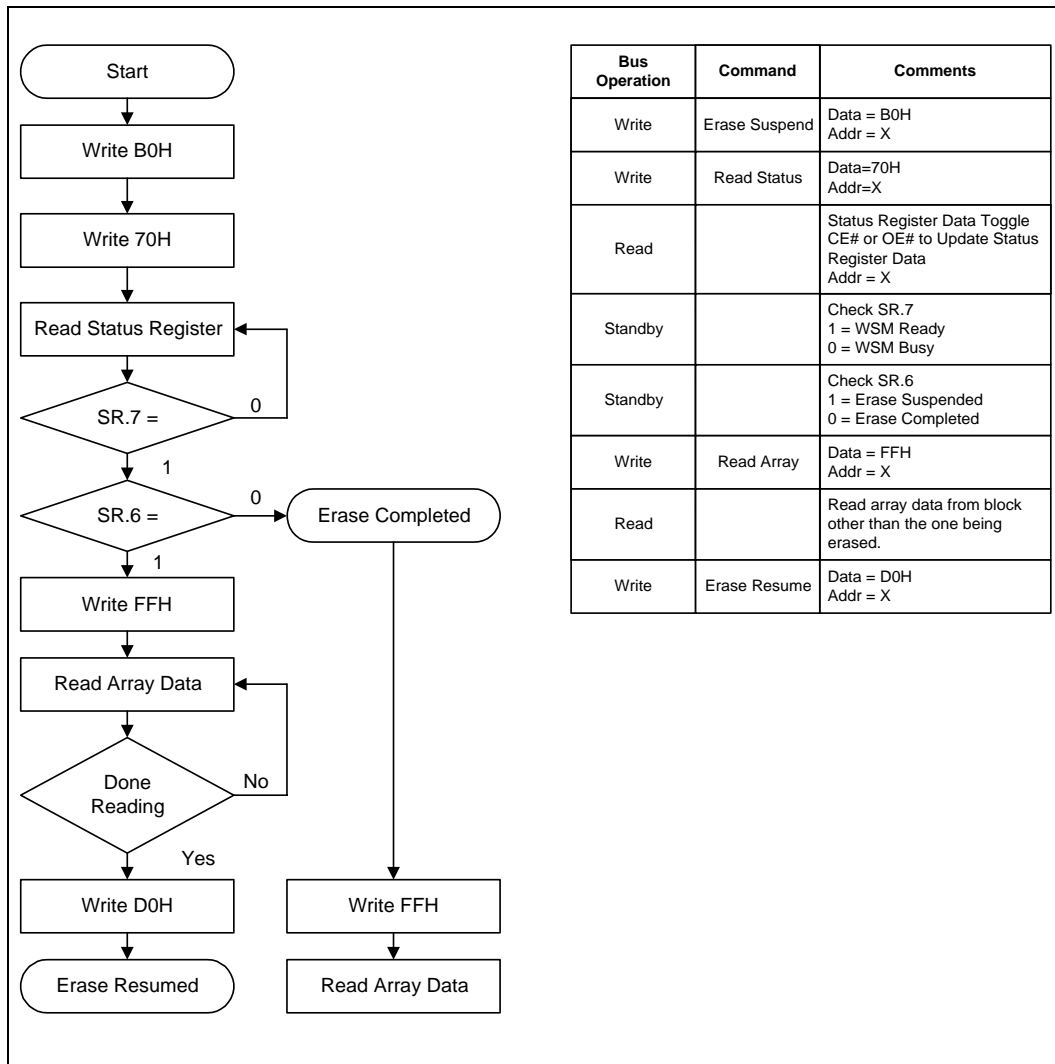 Start
Write B0H
Write 70H
Read Status Register
SR.7 =
0
1
SR.6 =
0
Erase Completed
1
Write FFH
Read Array Data
Done
Reading
No
Yes
Write D0H
Write FFH
Erase Resumed
Read Array Data
Bus
Operation
Command
Comments
Write
Erase Suspend
Data = B0H
Addr = X
Write
Read Status
Data=70H
Addr=X
Read
Status Register Data Toggle
CE# or OE# to Update Status
Register Data
Addr = X
Standby
Check SR.7
1 = WSM Ready
0 = WSM Busy
Standby
Check SR.6
1 = Erase Suspended
0 = Erase Completed
Write
Read Array
Data = FFH
Addr = X
Read
Read array data from block
other than the one being
erased.
Write
Erase Resume
Data = D0H
Addr = X